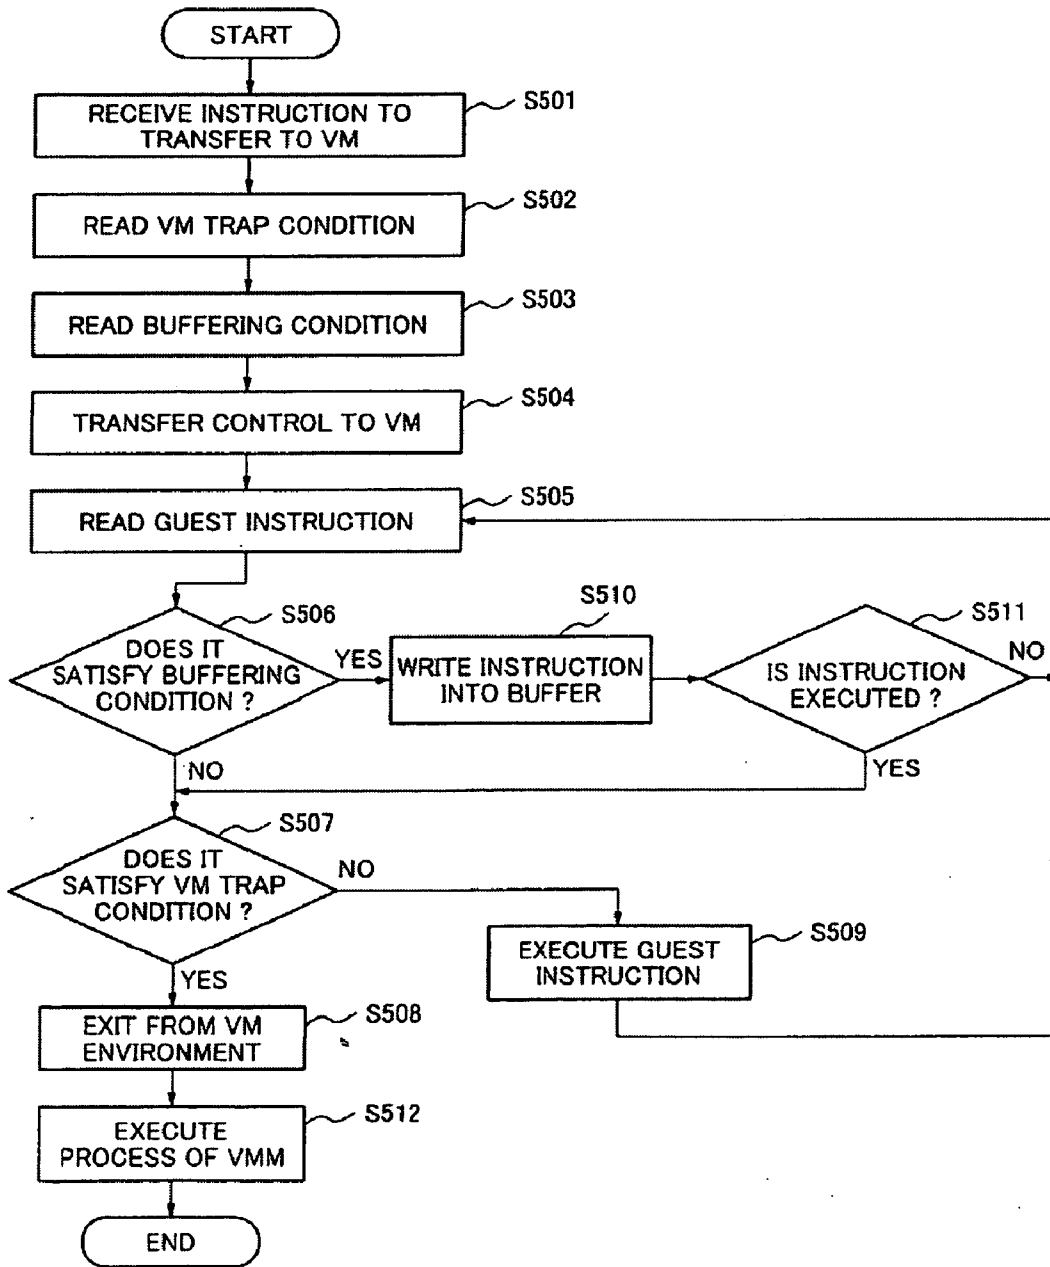 START
RECEIVE INSTRUCTION TO
TRANSFER TO VM
S501
READ VM TRAP CONDITION
S502
READ BUFFERING CONDITION
S503
TRANSFER CONTROL TO VM
S504
READ GUEST INSTRUCTION
S505
DOES IT
SATISFY BUFFERING
CONDITION ?
S506
YES
NO
WRITE INSTRUCTION
INTO BUFFER
S510
IS INSTRUCTION
EXECUTED ?
S511
NO
YES
DOES IT
SATISFY VM TRAP
CONDITION ?
S507
NO
YES
EXECUTE GUEST
INSTRUCTION
S509
EXIT FROM VM
ENVIRONMENT
S508
EXECUTE
PROCESS OF VMM
S512
END